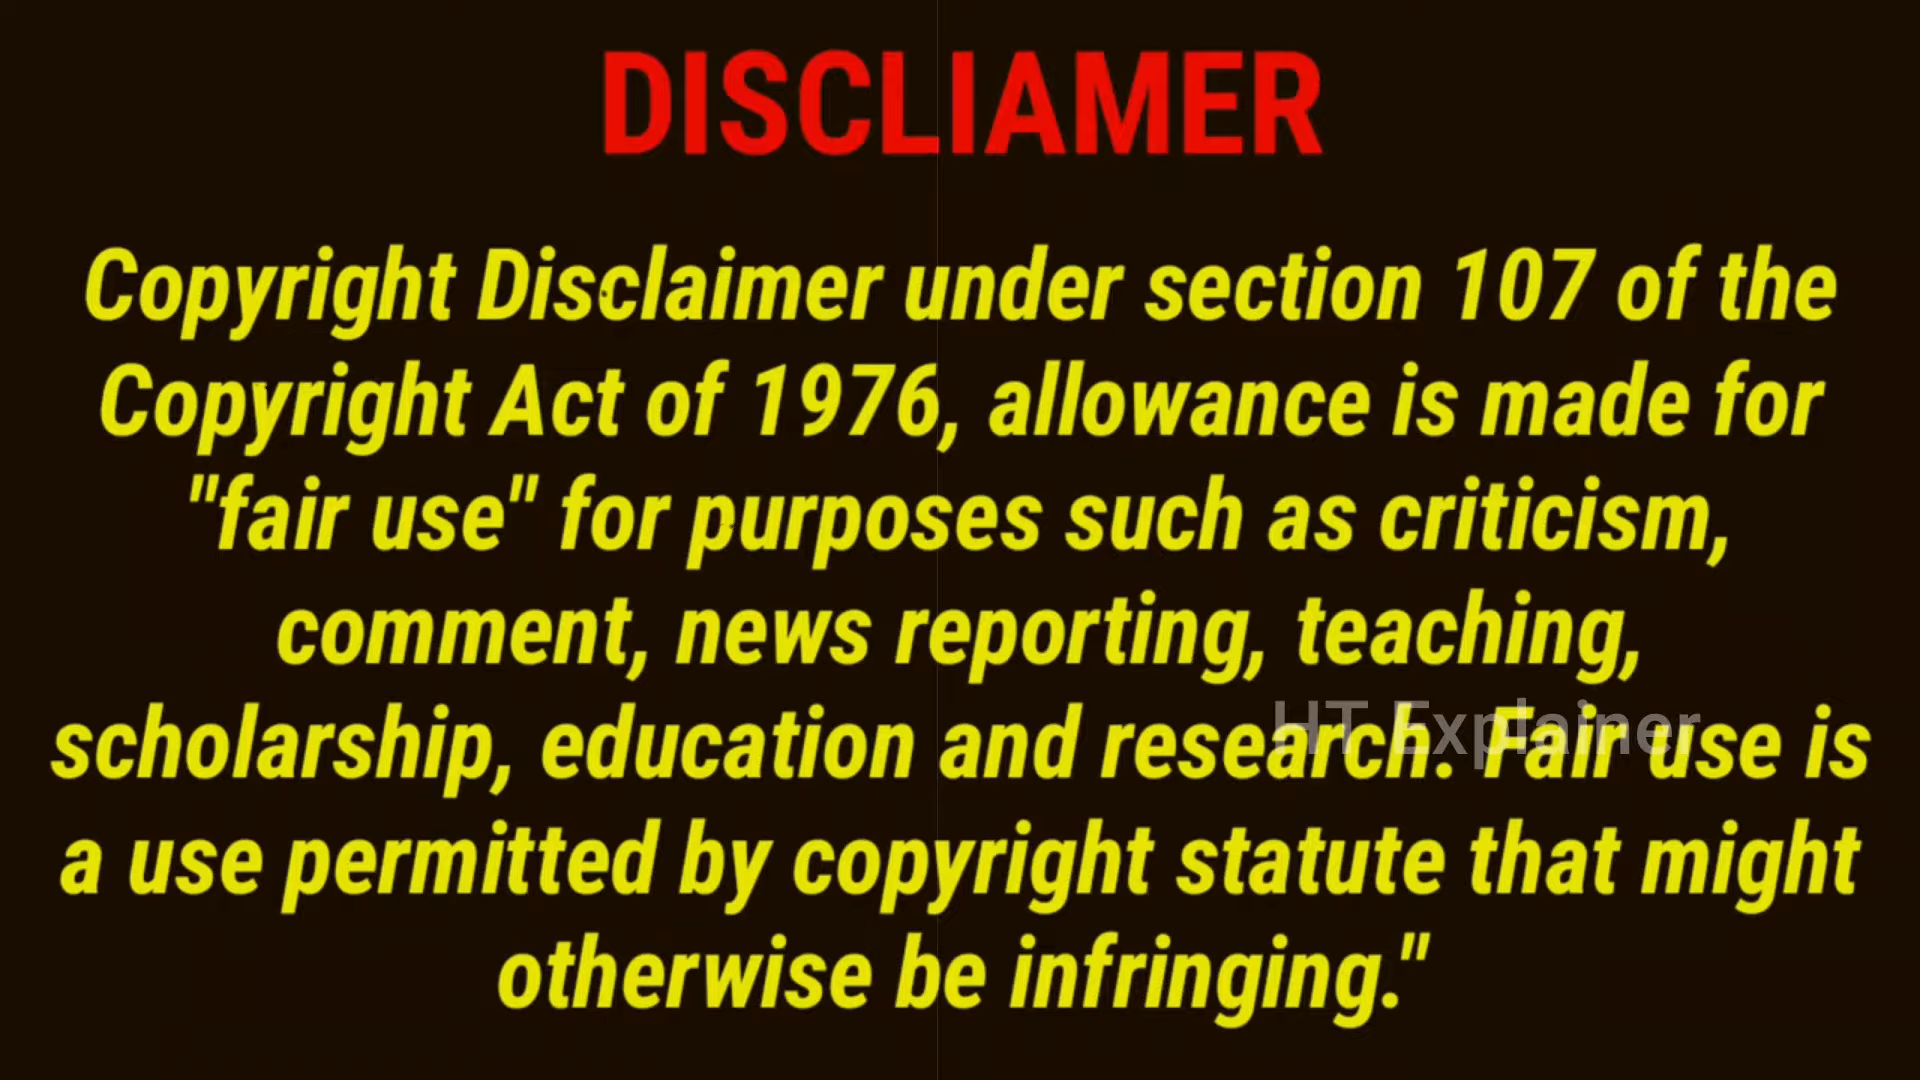 DISCLIAMER
Copyright Disclaimer under section 107 of the
Copyright Act of 1976, allowance is made for
"fair use" for purposes such as criticism,
comment, news reporting, teaching,
scholarship, education and research. Fair use is
HT Explainer
a use permitted by copyright statute that might
otherwise be infringing."